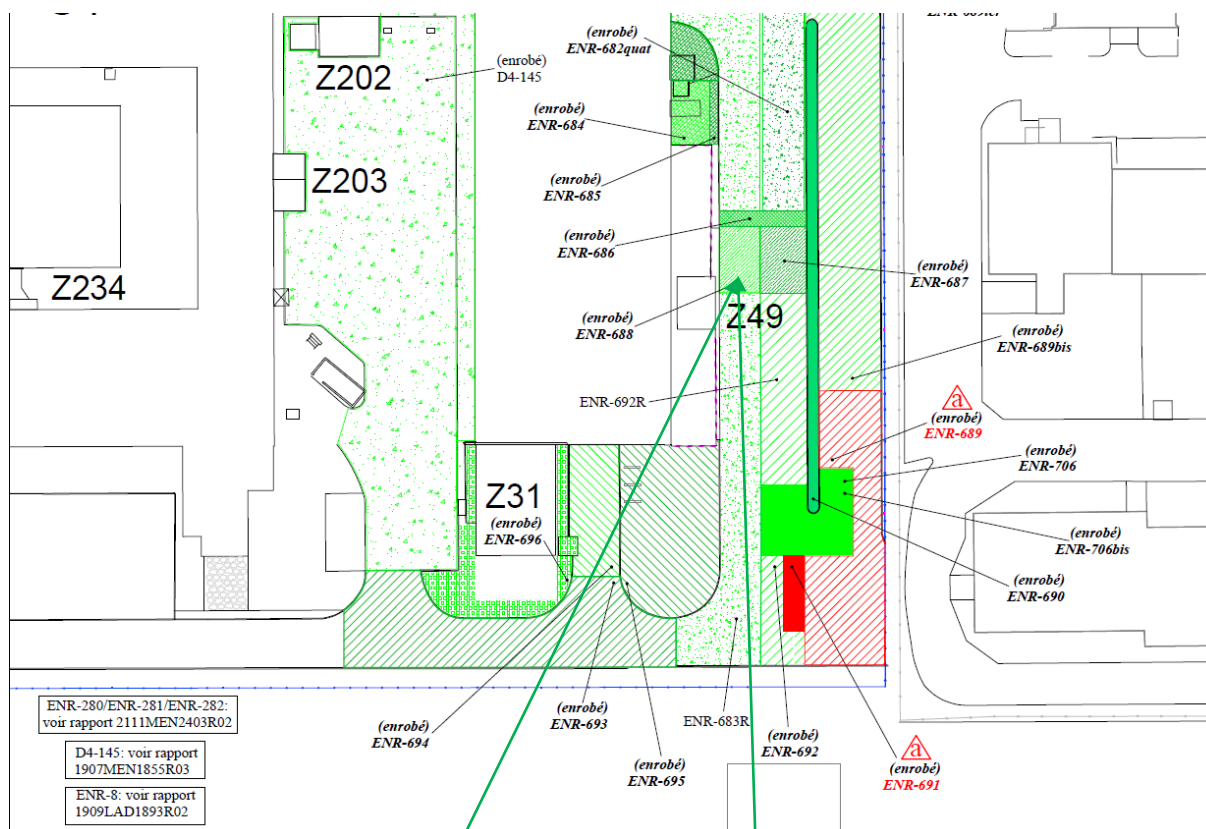 (enrobé)
ENR-682quat
Z202
(enrobé)
D4-145
(enrobé)
ENR-684
Z203
(enrobé)
ENR-685
(enrobé)
ENR-686
(enrobé)
ENR-687
Z234
(enrobé)
ENR-688
Z49
(enrobé)
ENR-689bis
ENR-692R
a
(enrobé)
ENR-689
(enrobé)
ENR-706
Z31
(enrobé)
ENR-696
(enrobé)
ENR-706bis
(enrobé)
ENR-690
ENR-280/ENR-281/ENR-282:
voir rapport 2111MEN2403R02
(enrobé)
ENR-694
(enrobé)
ENR-693
ENR-683R
(enrobé)
ENR-692
D4-145: voir rapport
1907MEN1855R03
(enrobé)
ENR-695
a
(enrobé)
ENR-691
ENR-8: voir rapport
1909LAD1893R02